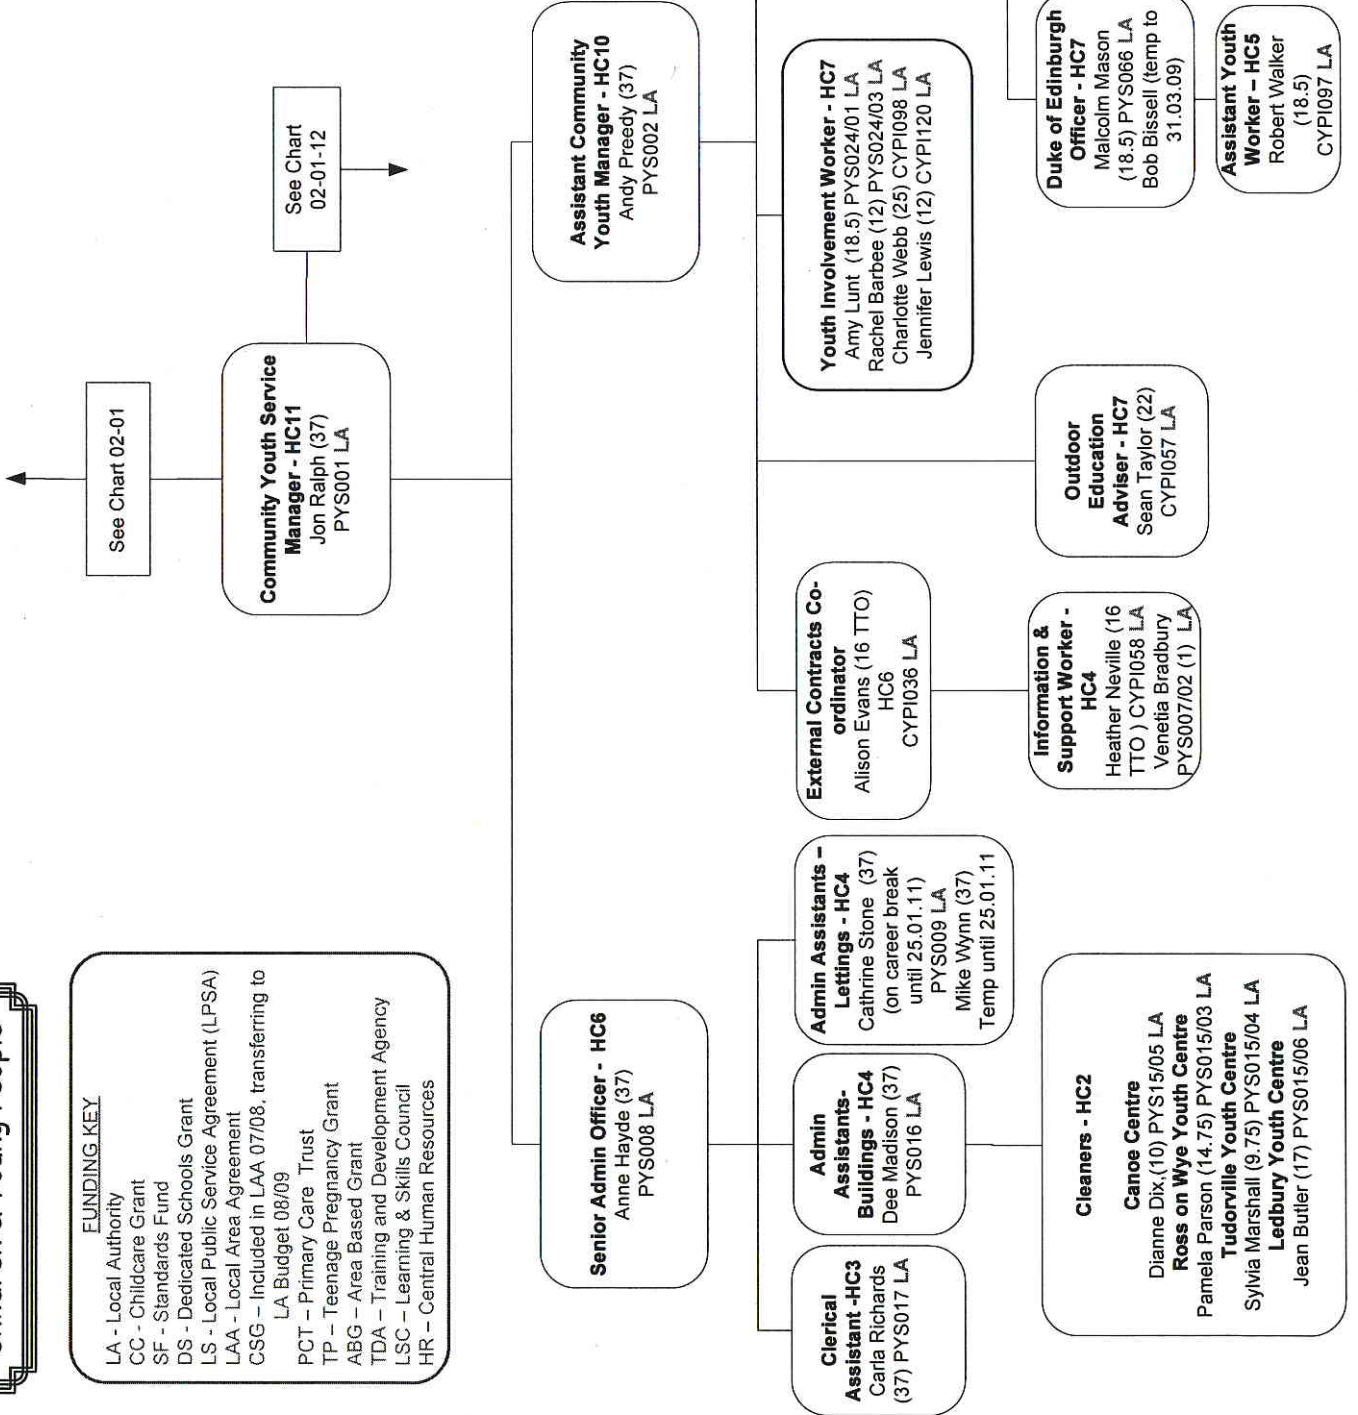 FUNDING KEY
LA - Local Authority
CC - Childcare Grant
SF - Standards Fund
DS - Dedicated Schools Grant
LS - Local Public Service Agreement (LPSA)
LAA - Local Area Agreement
CSG – Included in LAA 07/08, transferring to
LA Budget 08/09
PCT – Primary Care Trust
TP – Teenage Pregnancy Grant
ABG – Area Based Grant
TDA – Training and Development Agency
LSC – Learning & Skills Council
HR – Central Human Resources
See Chart 02-01
Community Youth Service
Manager - HC11
Jon Ralph (37)
PYS001 LA
See Chart
02-01-12
Senior Admin Officer - HC6
Anne Hayde (37)
PYS008 LA
Assistant Community
Youth Manager - HC10
Andy Preedy (37)
PYS002 LA
Clerical
Assistant -HC3
Carla Richards
(37) PYS017 LA
Admin
Assistants-
Buildings - HC4
Dee Madison (37)
PYS016 LA
Admin Assistants –
Lettings - HC4
Cathrine Stone (37)
(on career break
until 25.01.11)
PYS009 LA
Mike Wynn (37)
Temp until 25.01.11
External Contracts Co-
ordinator
Alison Evans (16 TTO)
HC6
CYPI036 LA
Youth Involvement Worker - HC7
Amy Lunt (18.5) PYS024/01 LA
Rachel Barbee (12) PYS024/03 LA
Charlotte Webb (25) CYPI098 LA
Jennifer Lewis (12) CYPI120 LA
Cleaners - HC2
Canoe Centre
Dianne Dix,(10) PYS15/05 LA
Ross on Wye Youth Centre
Pamela Parson (14.75) PYS015/03 LA
Tudorville Youth Centre
Sylvia Marshall (9.75) PYS015/04 LA
Ledbury Youth Centre
Jean Butler (17) PYS015/06 LA
Information &
Support Worker -
HC4
Heather Neville (16
TTO ) CYPI058 LA
Venetia Bradbury
PYS007/02 (1) LA
Outdoor
Education
Adviser - HC7
Sean Taylor (22)
CYPI057 LA
Duke of Edinburgh
Officer - HC7
Malcolm Mason
(18.5) PYS066 LA
Bob Bissell (temp to
31.03.09)
Assistant Youth
Worker – HC5
Robert Walker
(18.5)
CYPI097 LA